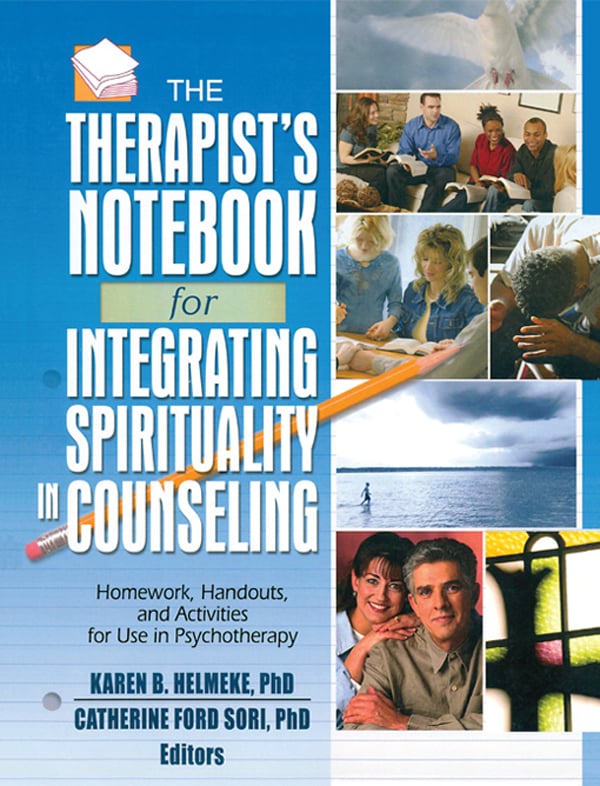 THE
THERAPIST'S
NOTEBOOK
for
INTEGRATING
SPIRITUALITY
IN COUNSELING
Homework, Handouts,
and Activities
for Use in Psychotherapy
KAREN B. HELMEKE, PhD
CATHERINE FORD SORI, PhD
Editors